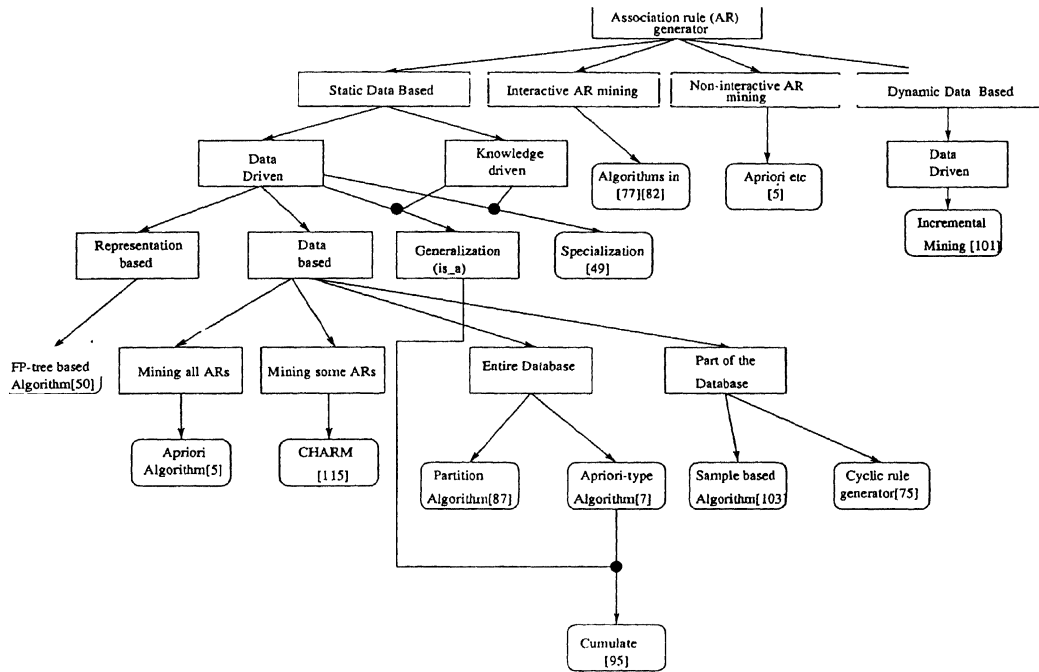 Association rule (AR)
generator
Static Data Based
Interactive AR mining
Non-interactive AR
mining
Dynamic Data Based
Data
Driven
Knowledge
driven
Algorithms in
[77][82]
Apriori etc
[5]
Data
Driven
Representation
based
Data
based
Generalization
(is_a)
Specialization
[49]
Incremental
Mining [101]
FP-tree based
Algorithm[50]
Mining all ARs
Mining some ARs
Entire Database
Part of the
Database
Apriori
Algorithm[5]
CHARM
[115]
Partition
Algorithm[87]
Apriori-type
Algorithm[7]
Sample based
Algorithm[103]
Cyclic rule
generator[75]
Cumulate
[95]